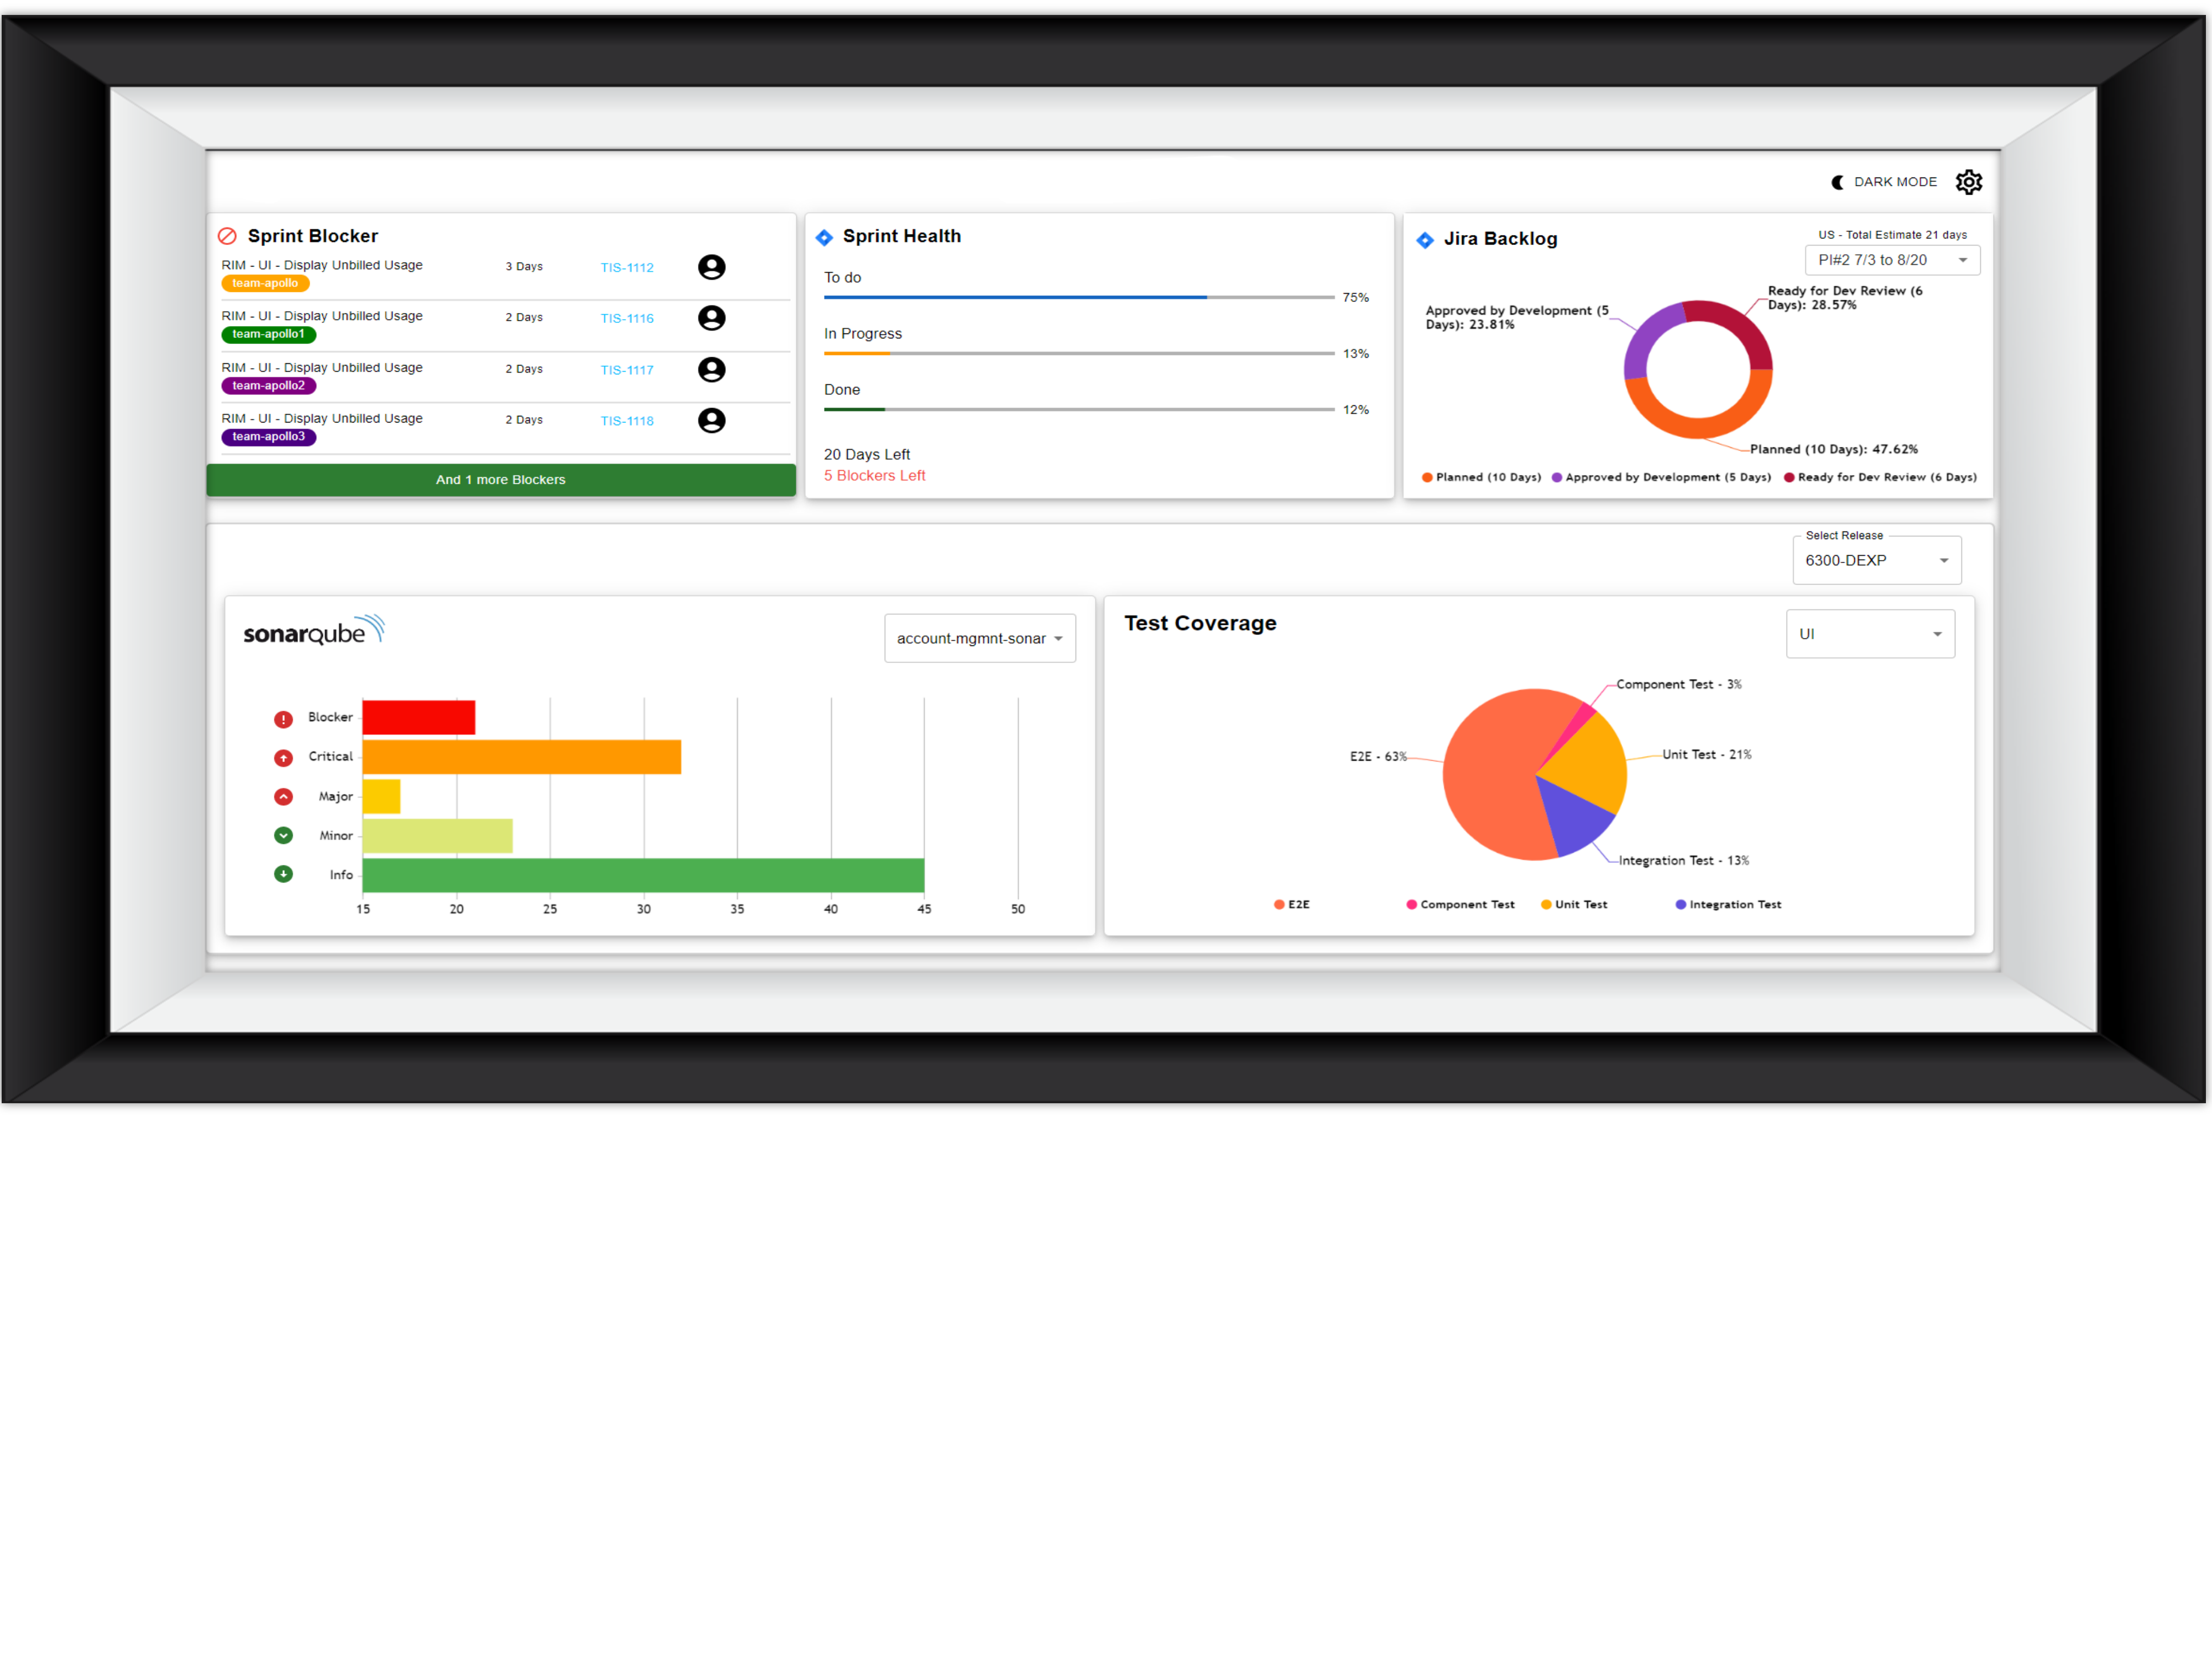 DARK MODE
Sprint Blocker
RIM - UI - Display Unbilled Usage
3 Days
TIS-1112
team-apollo
RIM - UI - Display Unbilled Usage
2 Days
TIS-1116
team-apollo1
RIM - UI - Display Unbilled Usage
2 Days
TIS-1117
team-apollo2
RIM - UI - Display Unbilled Usage
2 Days
TIS-1118
team-apollo3
And 1 more Blockers
Sprint Health
To do
75%
In Progress
13%
Done
12%
20 Days Left
5 Blockers Left
Jira Backlog
US - Total Estimate 21 days
PI#2 7/3 to 8/20
Ready for Dev Review (6
Days): 28.57%
Approved by Development (5
Days): 23.81%
Planned (10 Days): 47.62%
Planned (10 Days) Approved by Development (5 Days) Ready for Dev Review (6 Days)
Select Release
6300-DEXP
sonarqube
account-mgmnt-sonar
Blocker
Critical
Major
Minor
Info
15 20 25 30 35 40 45 50
Test Coverage
UI
Component Test - 3%
E2E - 63%
Unit Test - 21%
Integration Test - 13%
E2E Component Test Unit Test Integration Test